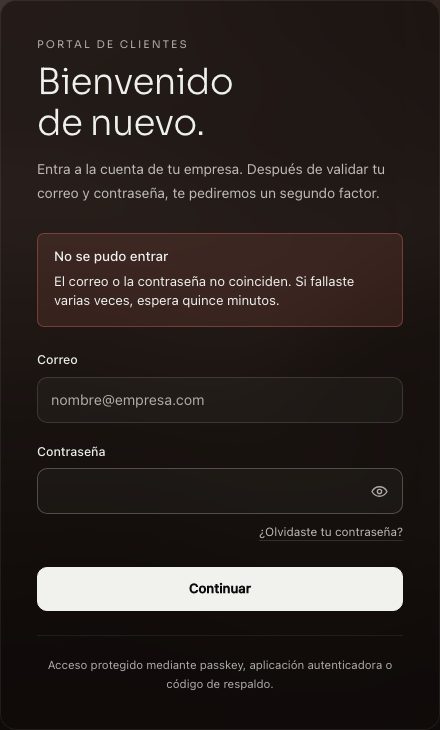 PORTAL DE CLIENTES
Bienvenido
de nuevo.
Entra a la cuenta de tu empresa. Después de validar tu
correo y contraseña, te pediremos un segundo factor.
No se pudo entrar
El correo o la contraseña no coinciden. Si fallaste
varias veces, espera quince minutos.
Correo
nombre@empresa.com
Contraseña
¿Olvidaste tu contraseña?
Continuar
Acceso protegido mediante passkey, aplicación autenticadora o
código de respaldo.